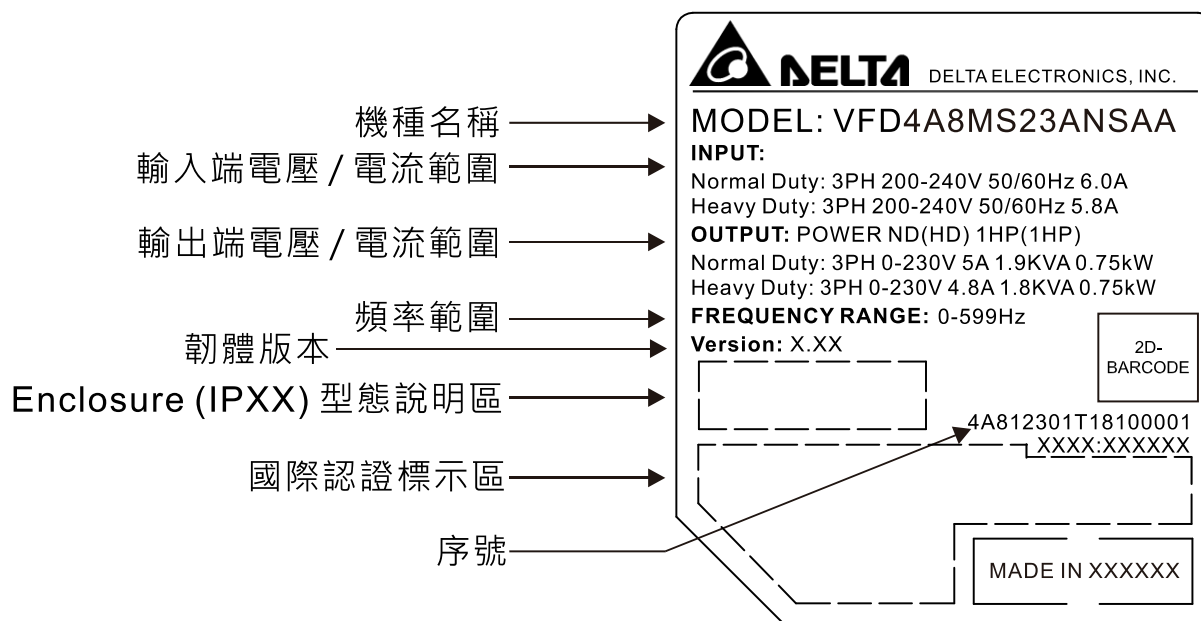 DELTA DELTA ELECTRONICS, INC.
機種名稱
MODEL: VFD4A8MS23ANSAA
輸入端電壓 / 電流範圍
INPUT:
Normal Duty: 3PH 200-240V 50/60Hz 6.0A
Heavy Duty: 3PH 200-240V 50/60Hz 5.8A
輸出端電壓 / 電流範圍
OUTPUT: POWER ND(HD) 1HP(1HP)
Normal Duty: 3PH 0-230V 5A 1.9KVA 0.75kW
Heavy Duty: 3PH 0-230V 4.8A 1.8KVA 0.75kW
頻率範圍
FREQUENCY RANGE: 0-599Hz
韌體版本
Version: X.XX
2D-
BARCODE
Enclosure (IPXX) 型態說明區
4A812301T18100001
XXXX:XXXXXX
國際認證標示區
序號
MADE IN XXXXXX